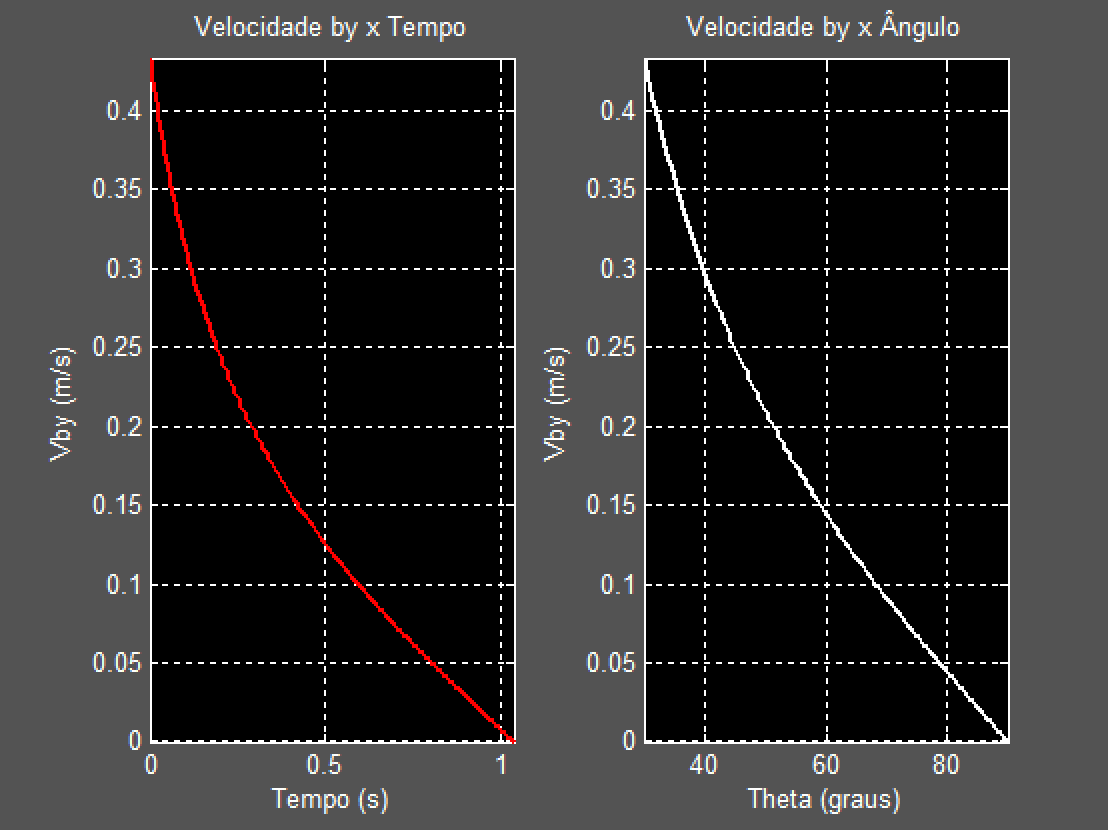 Velocidade by x Tempo
0.4
0.35
0.3
0.25
0.2
0.15
0.1
0.05
0
Vby (m/s)
0 0.5 1
Tempo (s)
Velocidade by x Ângulo
0.4
0.35
0.3
0.25
0.2
0.15
0.1
0.05
0
Vby (m/s)
40 60 80
Theta (graus)